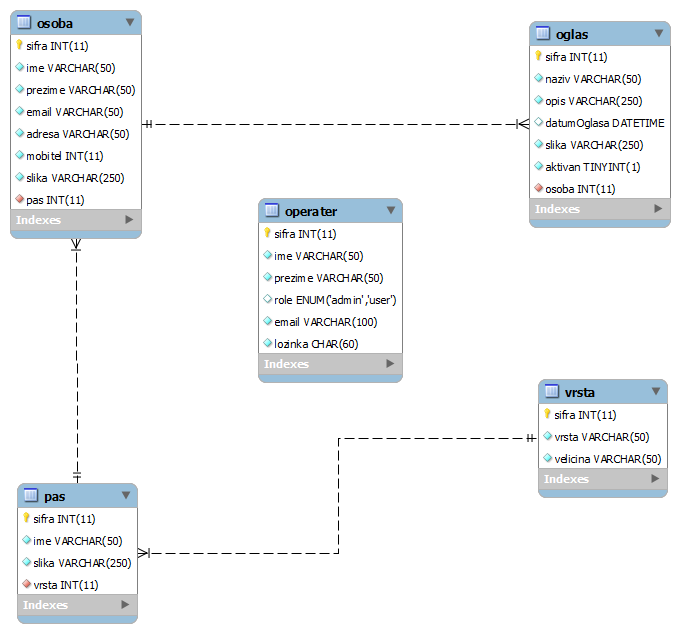 osoba
sifra INT(11)
ime VARCHAR(50)
prezime VARCHAR(50)
email VARCHAR(50)
adresa VARCHAR(50)
mobitel INT(11)
slika VARCHAR(250)
pas INT(11)
Indexes
oglas
sifra INT(11)
naziv VARCHAR(50)
opis VARCHAR(250)
datumOglasa DATETIME
slika VARCHAR(250)
aktivan TINYINT(1)
osoba INT(11)
Indexes
operater
sifra INT(11)
ime VARCHAR(50)
prezime VARCHAR(50)
role ENUM('admin','user')
email VARCHAR(100)
lozinka CHAR(60)
Indexes
vrsta
sifra INT(11)
vrsta VARCHAR(50)
velicina VARCHAR(50)
Indexes
pas
sifra INT(11)
ime VARCHAR(50)
slika VARCHAR(250)
vrsta INT(11)
Indexes